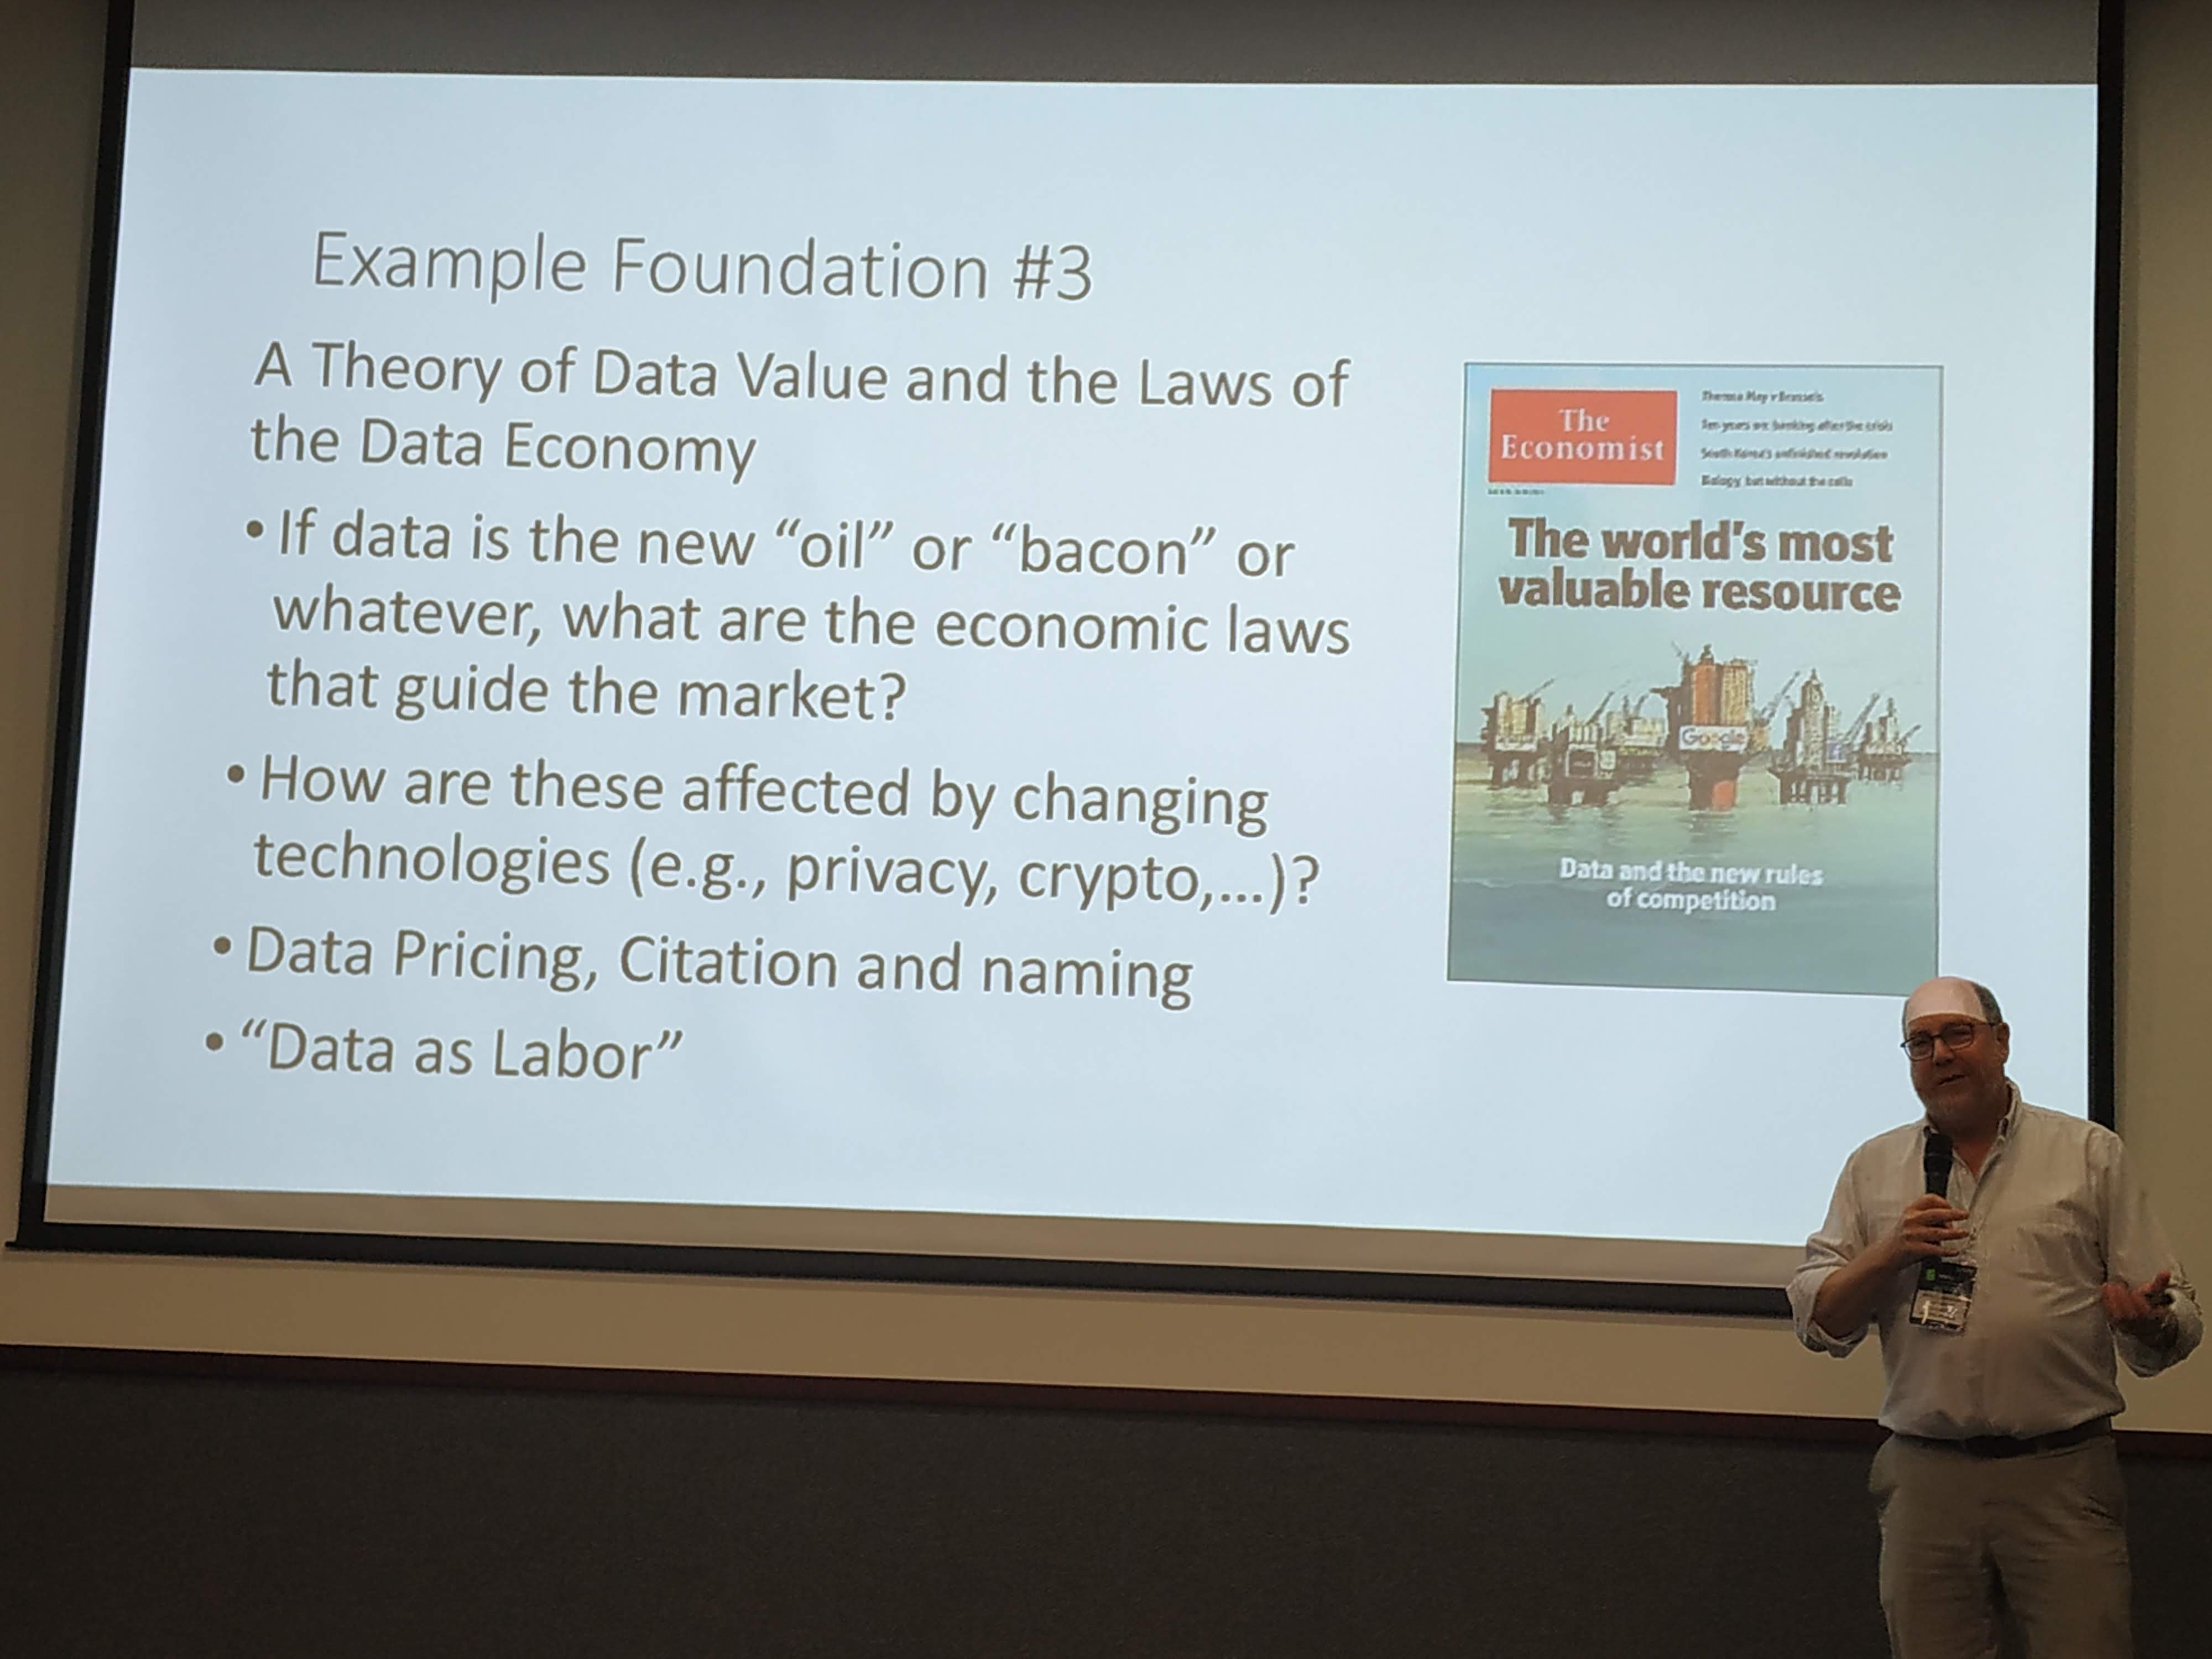 Example Foundation #3
A Theory of Data Value and the Laws of
the Data Economy
• If data is the new “oil” or “bacon” or
whatever, what are the economic laws
that guide the market?
• How are these affected by changing
technologies (e.g., privacy, crypto,...)?
• Data Pricing, Citation and naming
• “Data as Labor”
The
Economist
Theresa May v Brussels
Ten years on: banking after the crisis
South Korea's unfinished revolution
Biology, but without the cells
The world's most
valuable resource
Google
Data and the new rules
of competition